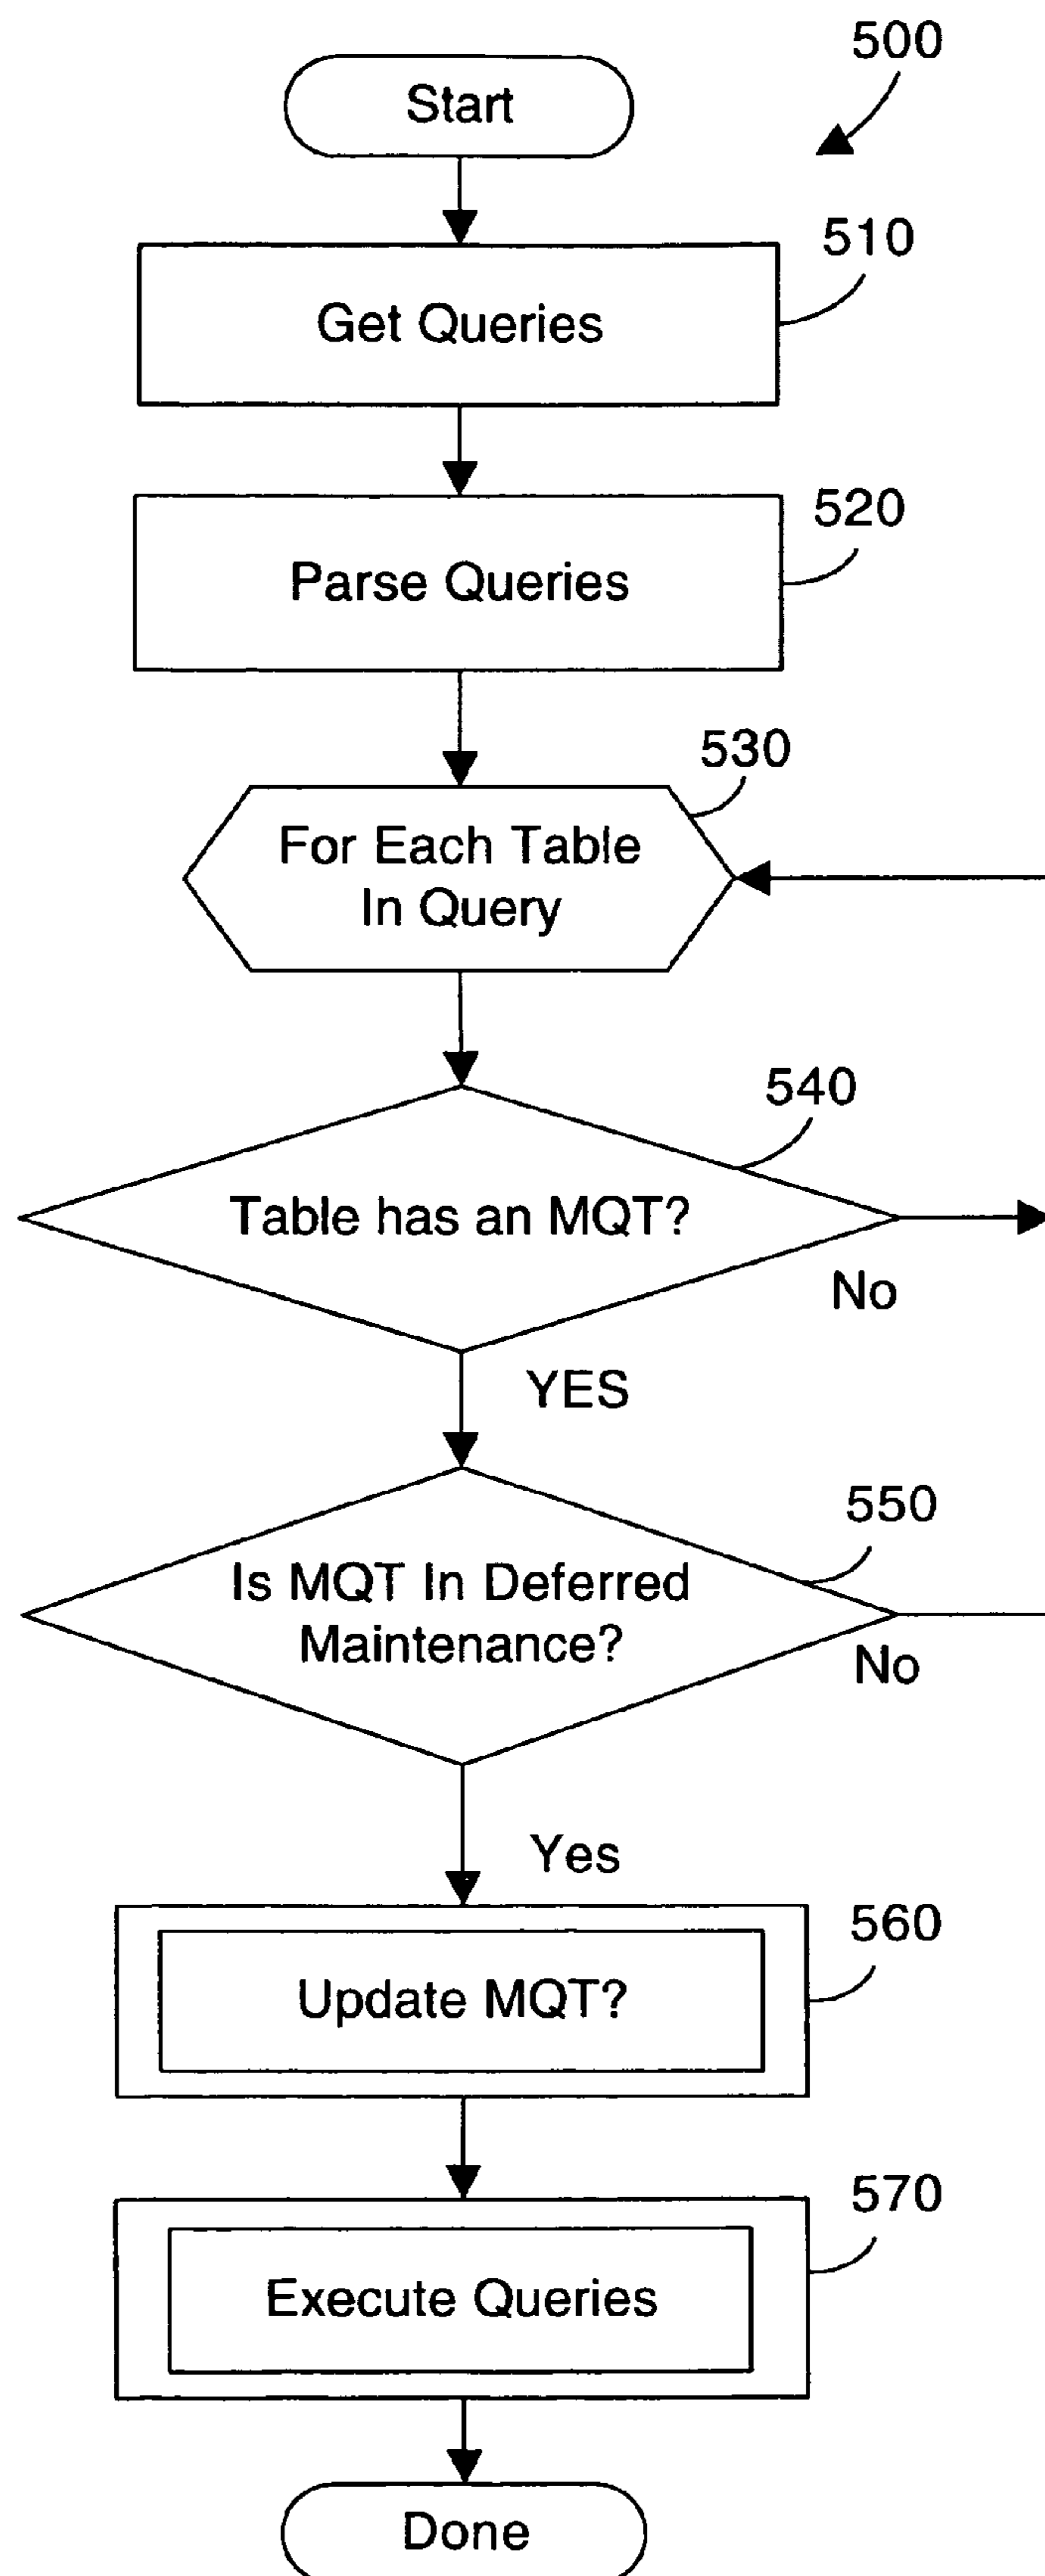 500
Start
510
Get Queries
520
Parse Queries
530
For Each Table
In Query
540
Table has an MQT?
No
YES
550
Is MQT In Deferred
Maintenance?
No
Yes
560
Update MQT?
570
Execute Queries
Done